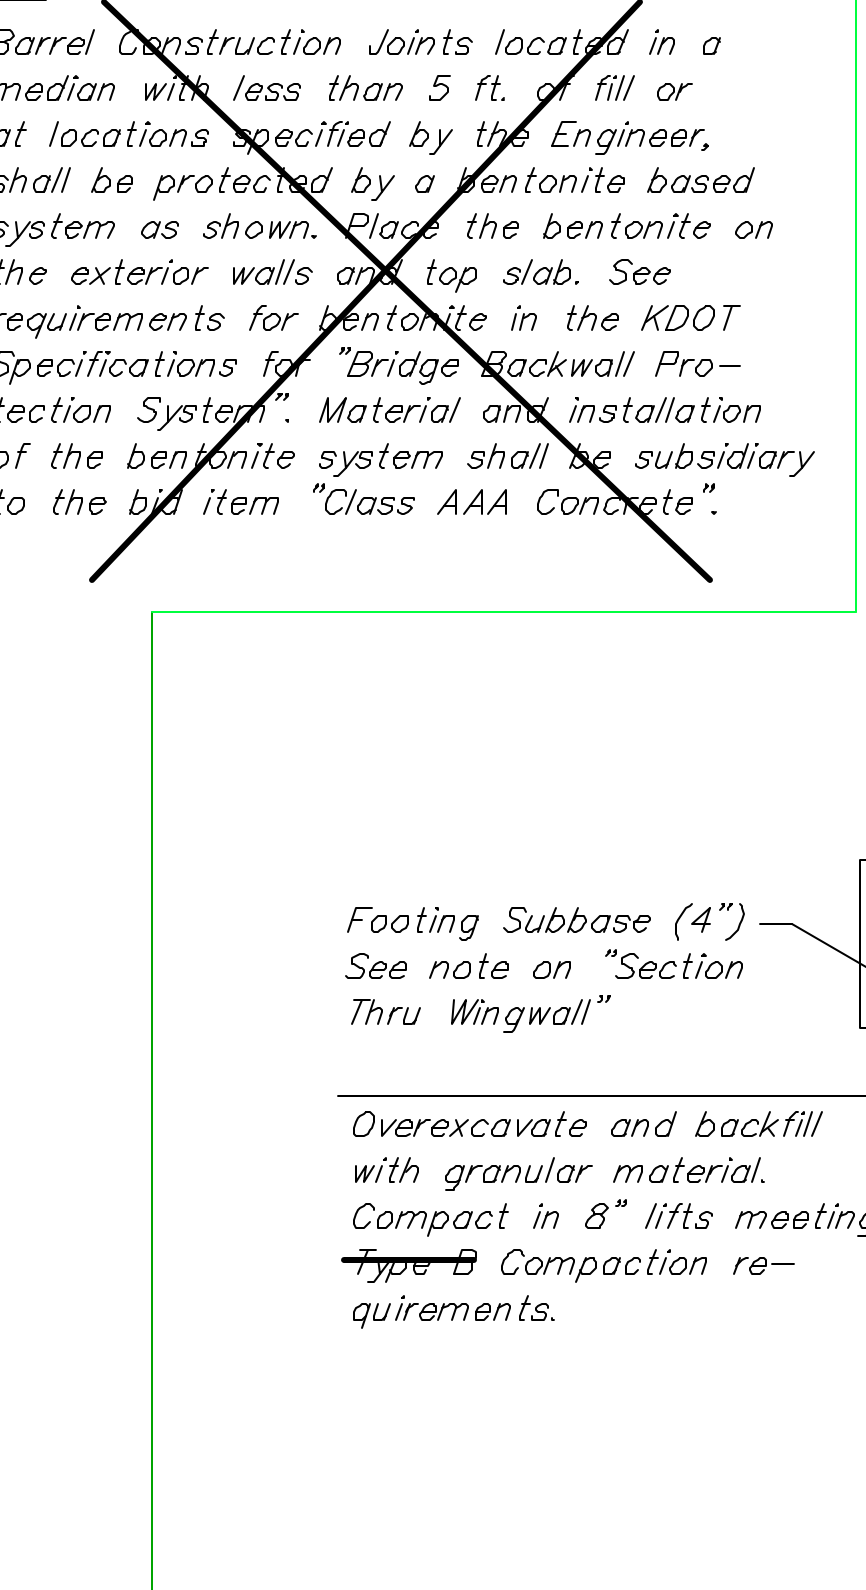 Barrel Construction Joints located in a
median with less than 5 ft. of fill or
at locations specified by the Engineer,
shall be protected by a bentonite based
system as shown. Place the bentonite on
the exterior walls and top slab. See
requirements for bentonite in the KDOT
Specifications for "Bridge Backwall Pro-
tection System". Material and installation
of the bentonite system shall be subsidiary
to the bid item "Class AAA Concrete".
Footing Subbase (4")
See note on "Section
Thru Wingwall"
Overexcavate and backfill
with granular material.
Compact in 8" lifts meeting
Type B Compaction re-
quirements.